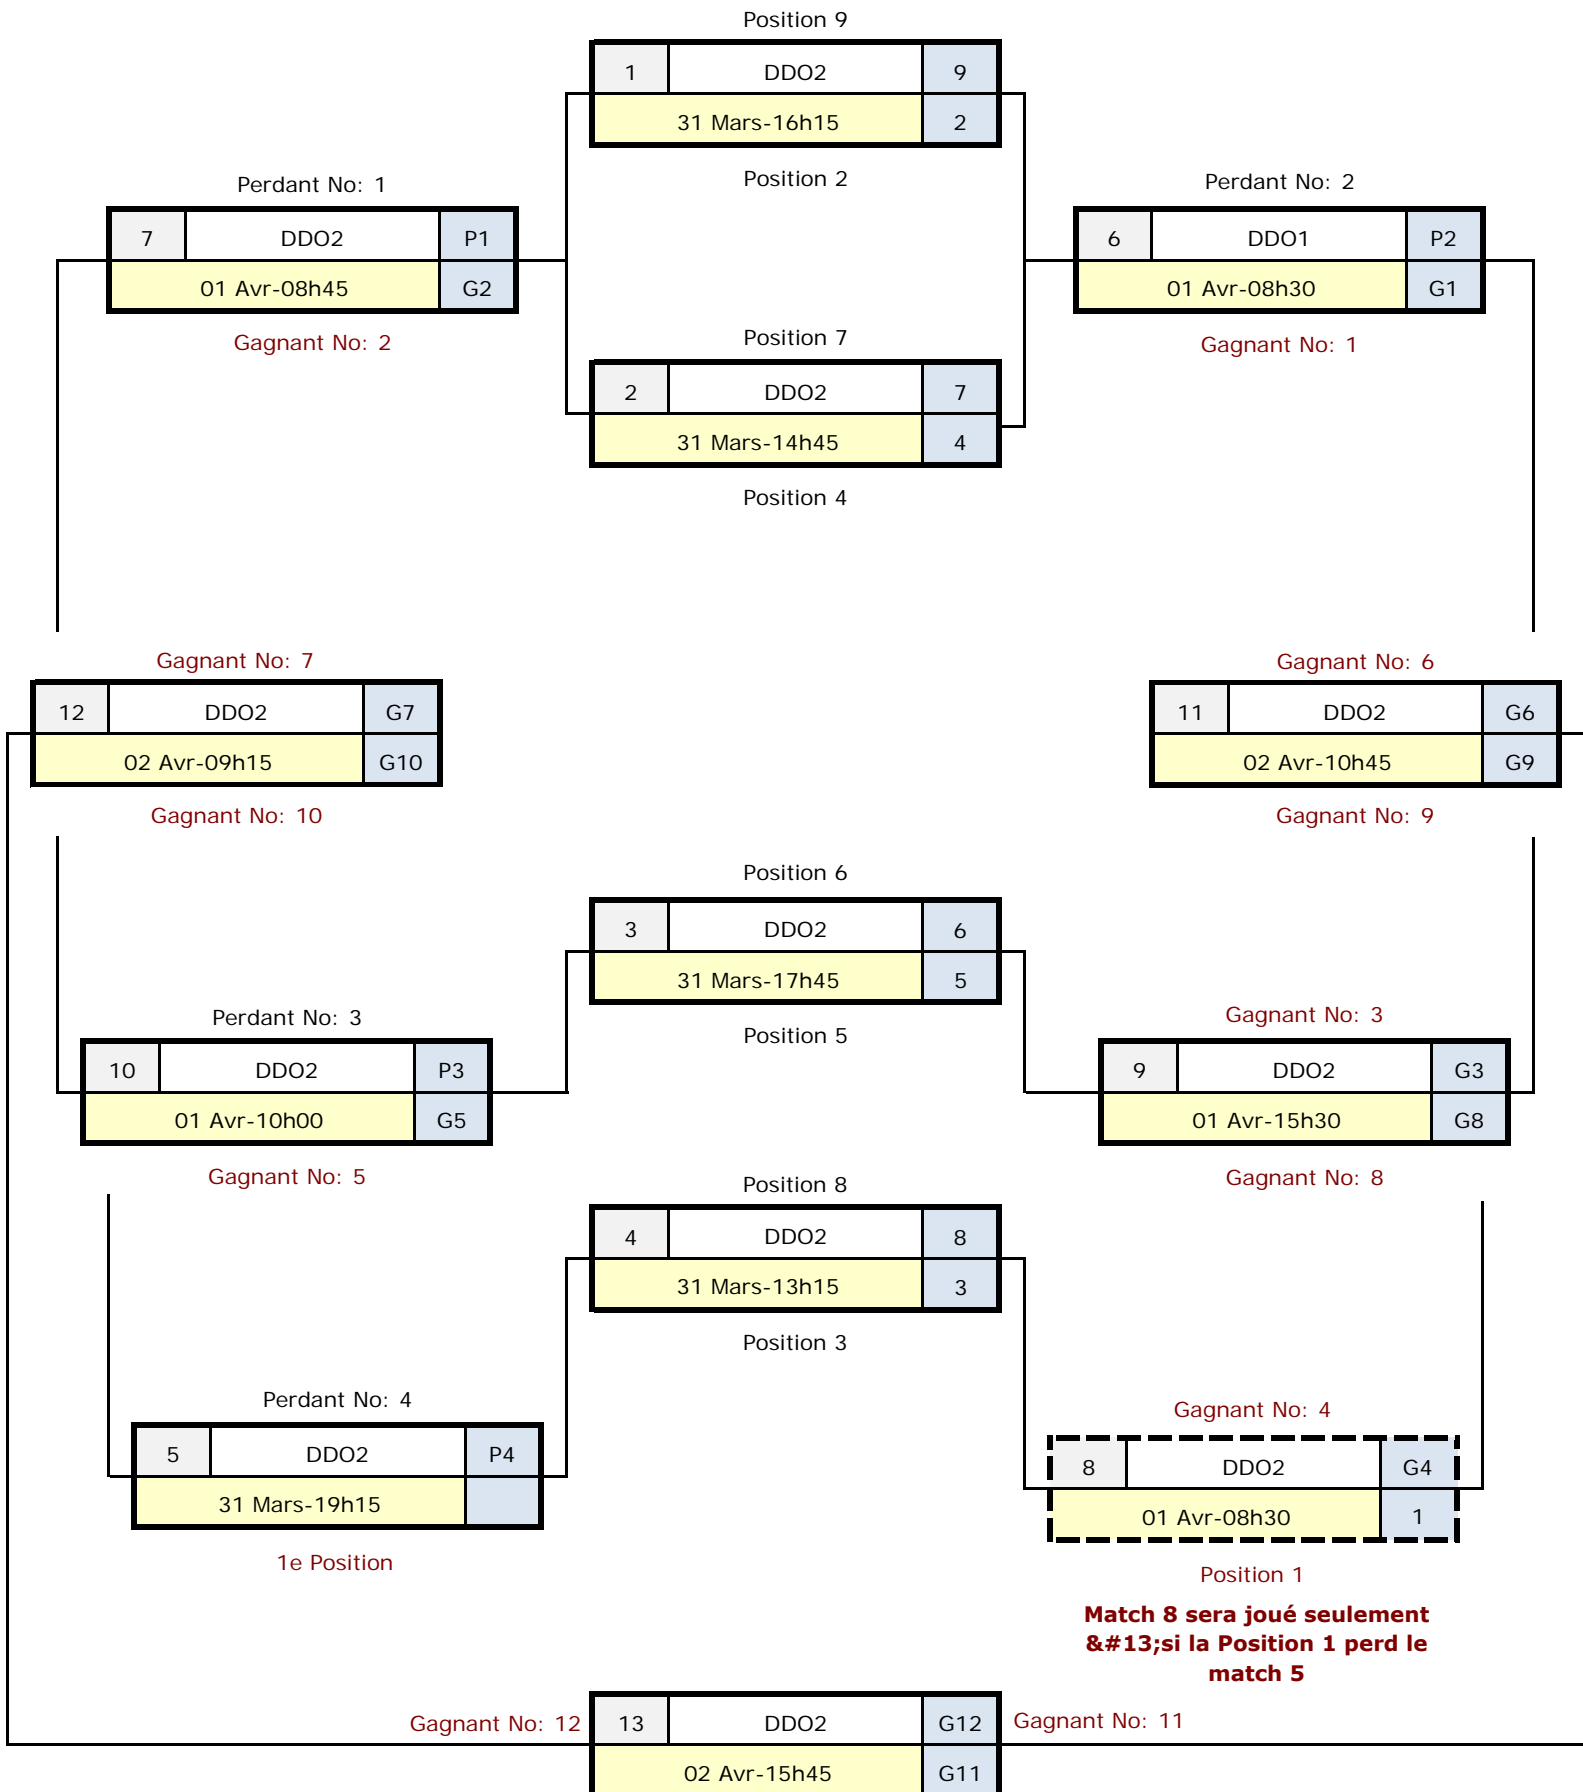 Position 9
1 DDO2 9
31 Mars-16h15 2
Position 2
Perdant No: 1
7 DDO2 P1
01 Avr-08h45 G2
Gagnant No: 2
Perdant No: 2
6 DDO1 P2
01 Avr-08h30 G1
Gagnant No: 1
Position 7
2 DDO2 7
31 Mars-14h45 4
Position 4
Gagnant No: 7
12 DDO2 G7
02 Avr-09h15 G10
Gagnant No: 10
Gagnant No: 6
11 DDO2 G6
02 Avr-10h45 G9
Gagnant No: 9
Position 6
3 DDO2 6
31 Mars-17h45 5
Position 5
Perdant No: 3
10 DDO2 P3
01 Avr-10h00 G5
Gagnant No: 5
Gagnant No: 3
9 DDO2 G3
01 Avr-15h30 G8
Gagnant No: 8
Position 8
4 DDO2 8
31 Mars-13h15 3
Position 3
Perdant No: 4
5 DDO2 P4
31 Mars-19h15
1e Position
Gagnant No: 4
8 DDO2 G4
01 Avr-08h30 1
Position 1
Match 8 sera joué seulement
&#13;si la Position 1 perd le
match 5
Gagnant No: 12 13 DDO2 G12 Gagnant No: 11
02 Avr-15h45 G11